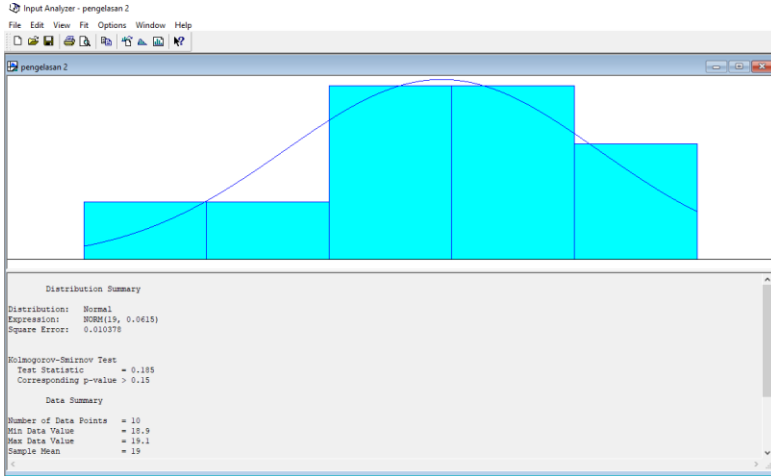 Input Analyzer - pengelasan 2
File Edit View Fit Options Window Help
pengelasan 2
Distribution Summary
Distribution: Normal
Expression: NORM(19, 0.0615)
Square Error: 0.010378
Kolmogorov-Smirnov Test
Test Statistic = 0.185
Corresponding p-value > 0.15
Data Summary
Number of Data Points = 10
Min Data Value = 18.9
Max Data Value = 19.1
Sample Mean = 19